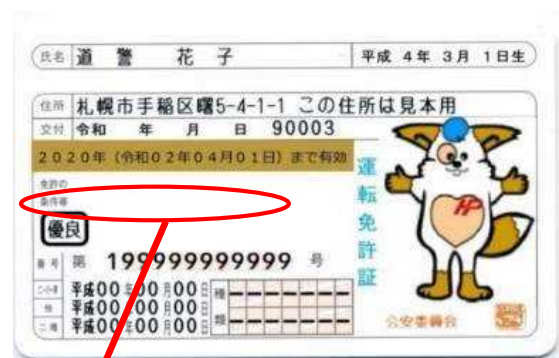 氏名 道 警 花 子 平成 4年 3月 1日生
住所 札幌市手稲区曙5-4-1-1 この住所は見本用
交付 令和 年 月 日 90003
2020年(令和02年04月01日)まで有効
免許の
条件等
優良
番号 第 199999999999 号
二・小・原 平成00年00月00日
他 平成00年00月00日
二種 平成00年00月00日
種類
運転免許証
HP
公安委員会